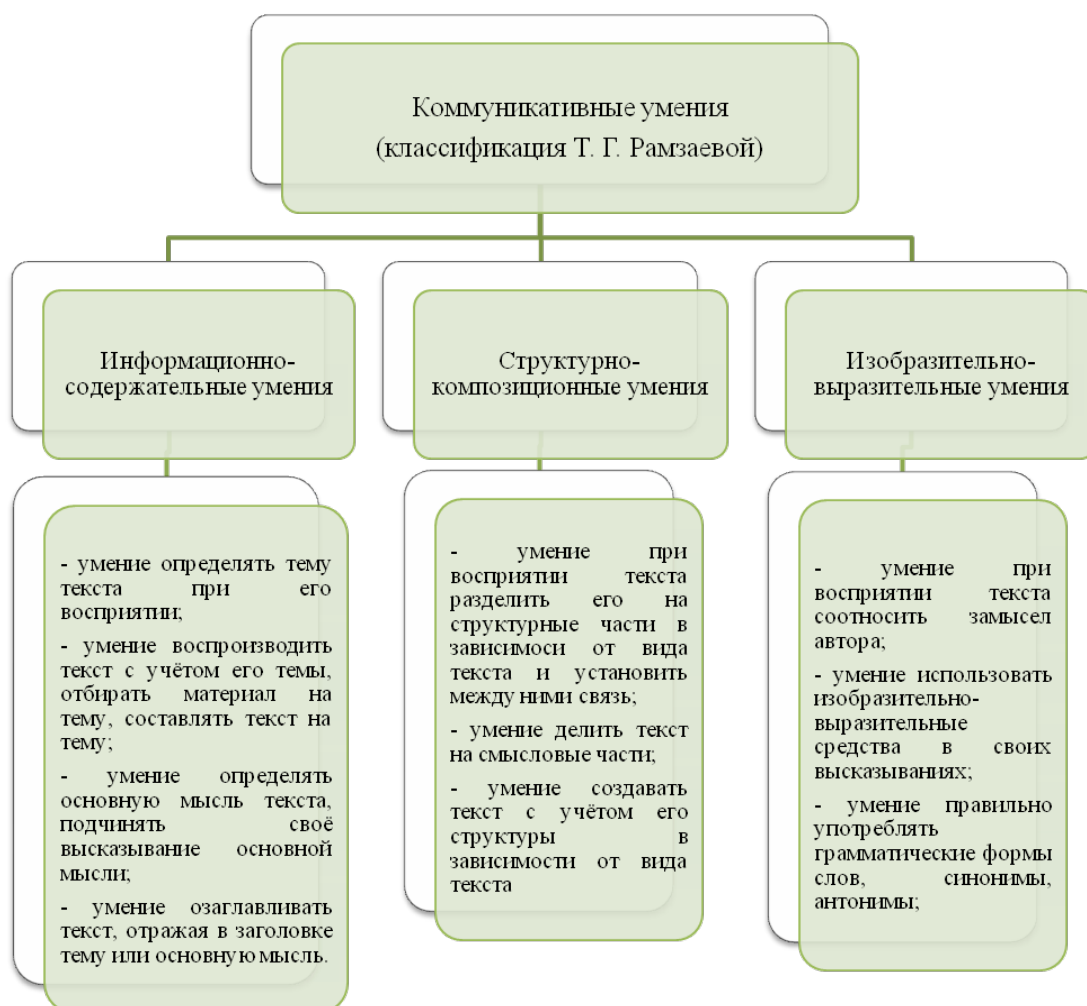 Коммуникативные умения
(классификация Т. Г. Рамзаевой)
Информационно-
содержательные умения
Структурно-
композиционные умения
Изобразительно-
выразительные умения
- умение определять тему
текста при его
восприятии;
- умение воспроизводить
текст с учётом его темы,
отбирать материал на
тему, составлять текст на
тему;
- умение определять
основную мысль текста,
подчинять своё
высказывание основной
мысли;
- умение озаглавливать
текст, отражая в заголовке
тему или основную мысль.
- умение при
восприятии текста
разделить его на
структурные части в
зависимоси от вида
текста и установить
между ними связь;
- умение делить текст
на смысловые части;
- умение создавать
текст с учётом его
структуры в
зависимости от вида
текста
- умение при
восприятии текста
соотносить замысел
автора;
- умение использовать
изобразительно-
выразительные
средства в своих
высказываниях;
- умение правильно
употреблять
грамматические формы
слов, синонимы,
антонимы;